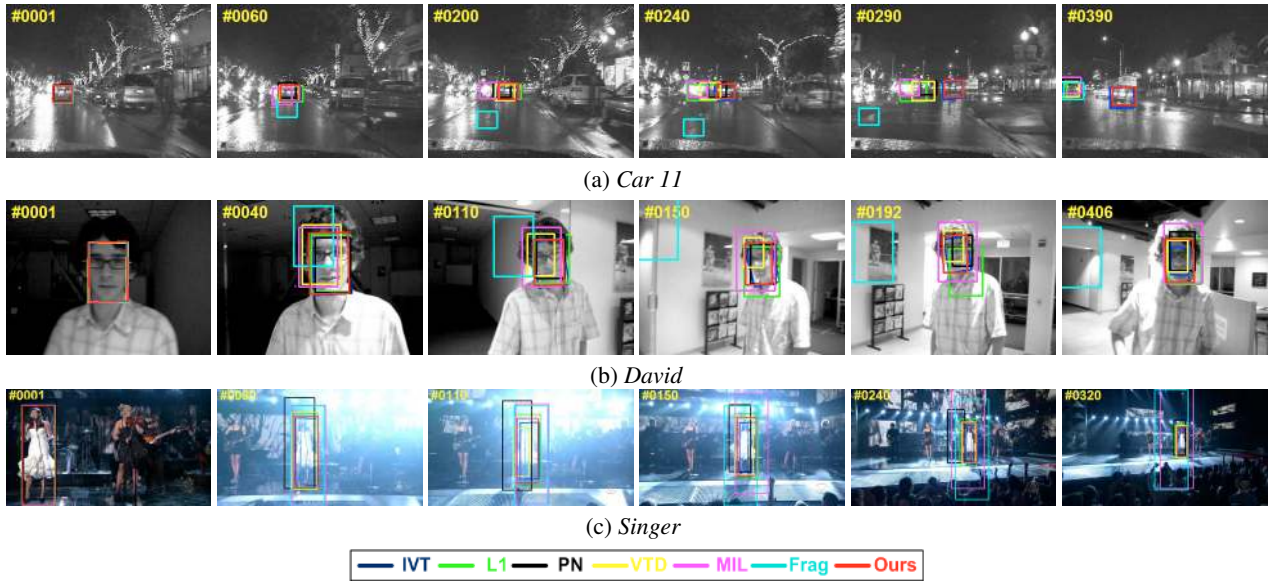 #0001 #0060 #0200 #0240 #0290 #0390
(a) Car 11
#0001 #0040 #0110 #0150 #0192 #0406
(b) David
#0001 #0060 #0110 #0150 #0240 #0320
(c) Singer
IVT L1 PN VTD MIL Frag Ours